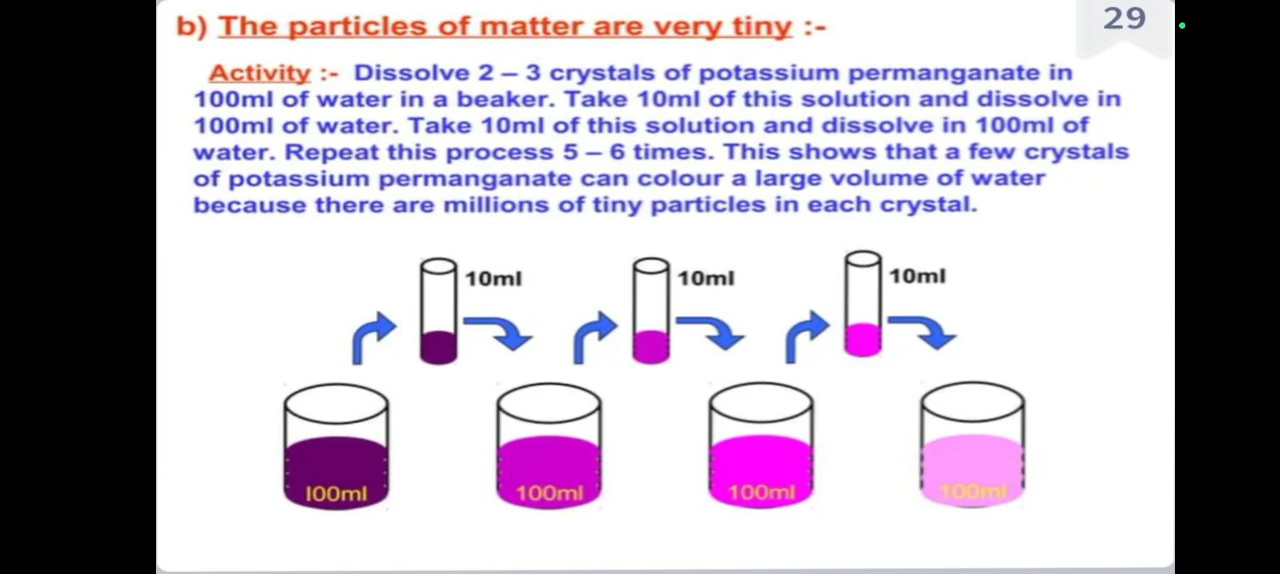 29
b) The particles of matter are very tiny :-
Activity :- Dissolve 2 – 3 crystals of potassium permanganate in
100ml of water in a beaker. Take 10ml of this solution and dissolve in
100ml of water. Take 10ml of this solution and dissolve in 100ml of
water. Repeat this process 5 – 6 times. This shows that a few crystals
of potassium permanganate can colour a large volume of water
because there are millions of tiny particles in each crystal.
10ml
10ml
10ml
l00ml
100ml
100ml
100ml